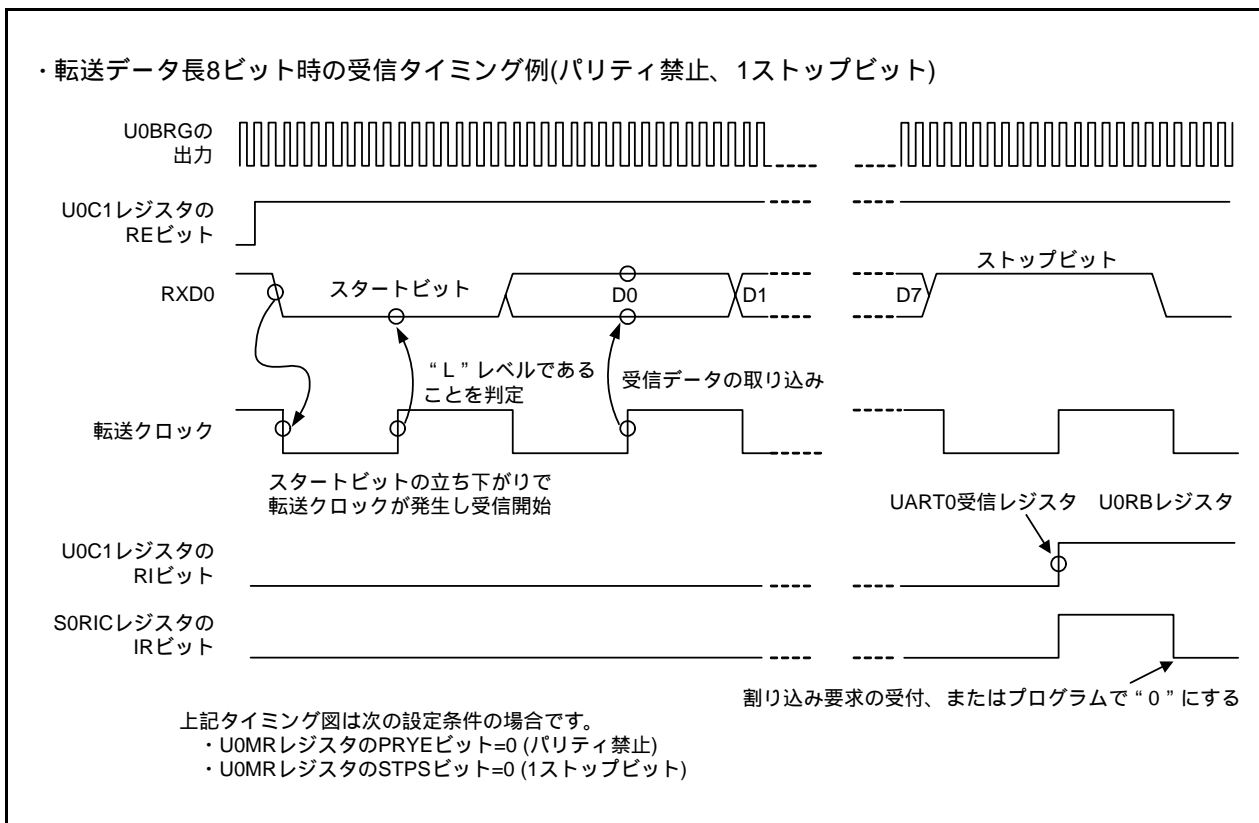 ・転送データ長8ビット時の受信タイミング例(パリティ禁止、1ストップビット)
U0BRGの
出力
U0C1レジスタの
REビット
RXD0
スタートビット
D0
D1
D7
ストップビット
“ L ” レベルである
ことを判定
受信データの取り込み
転送クロック
スタートビットの立ち下がりで
転送クロックが発生し受信開始
UART0受信レジスタ U0RBレジスタ
U0C1レジスタの
RIビット
S0RICレジスタの
IRビット
割り込み要求の受付、またはプログラムで “ 0 ” にする
上記タイミング図は次の設定条件の場合です。
・U0MRレジスタのPRYEビット=0 (パリティ禁止)
・U0MRレジスタのSTPSビット=0 (1ストップビット)